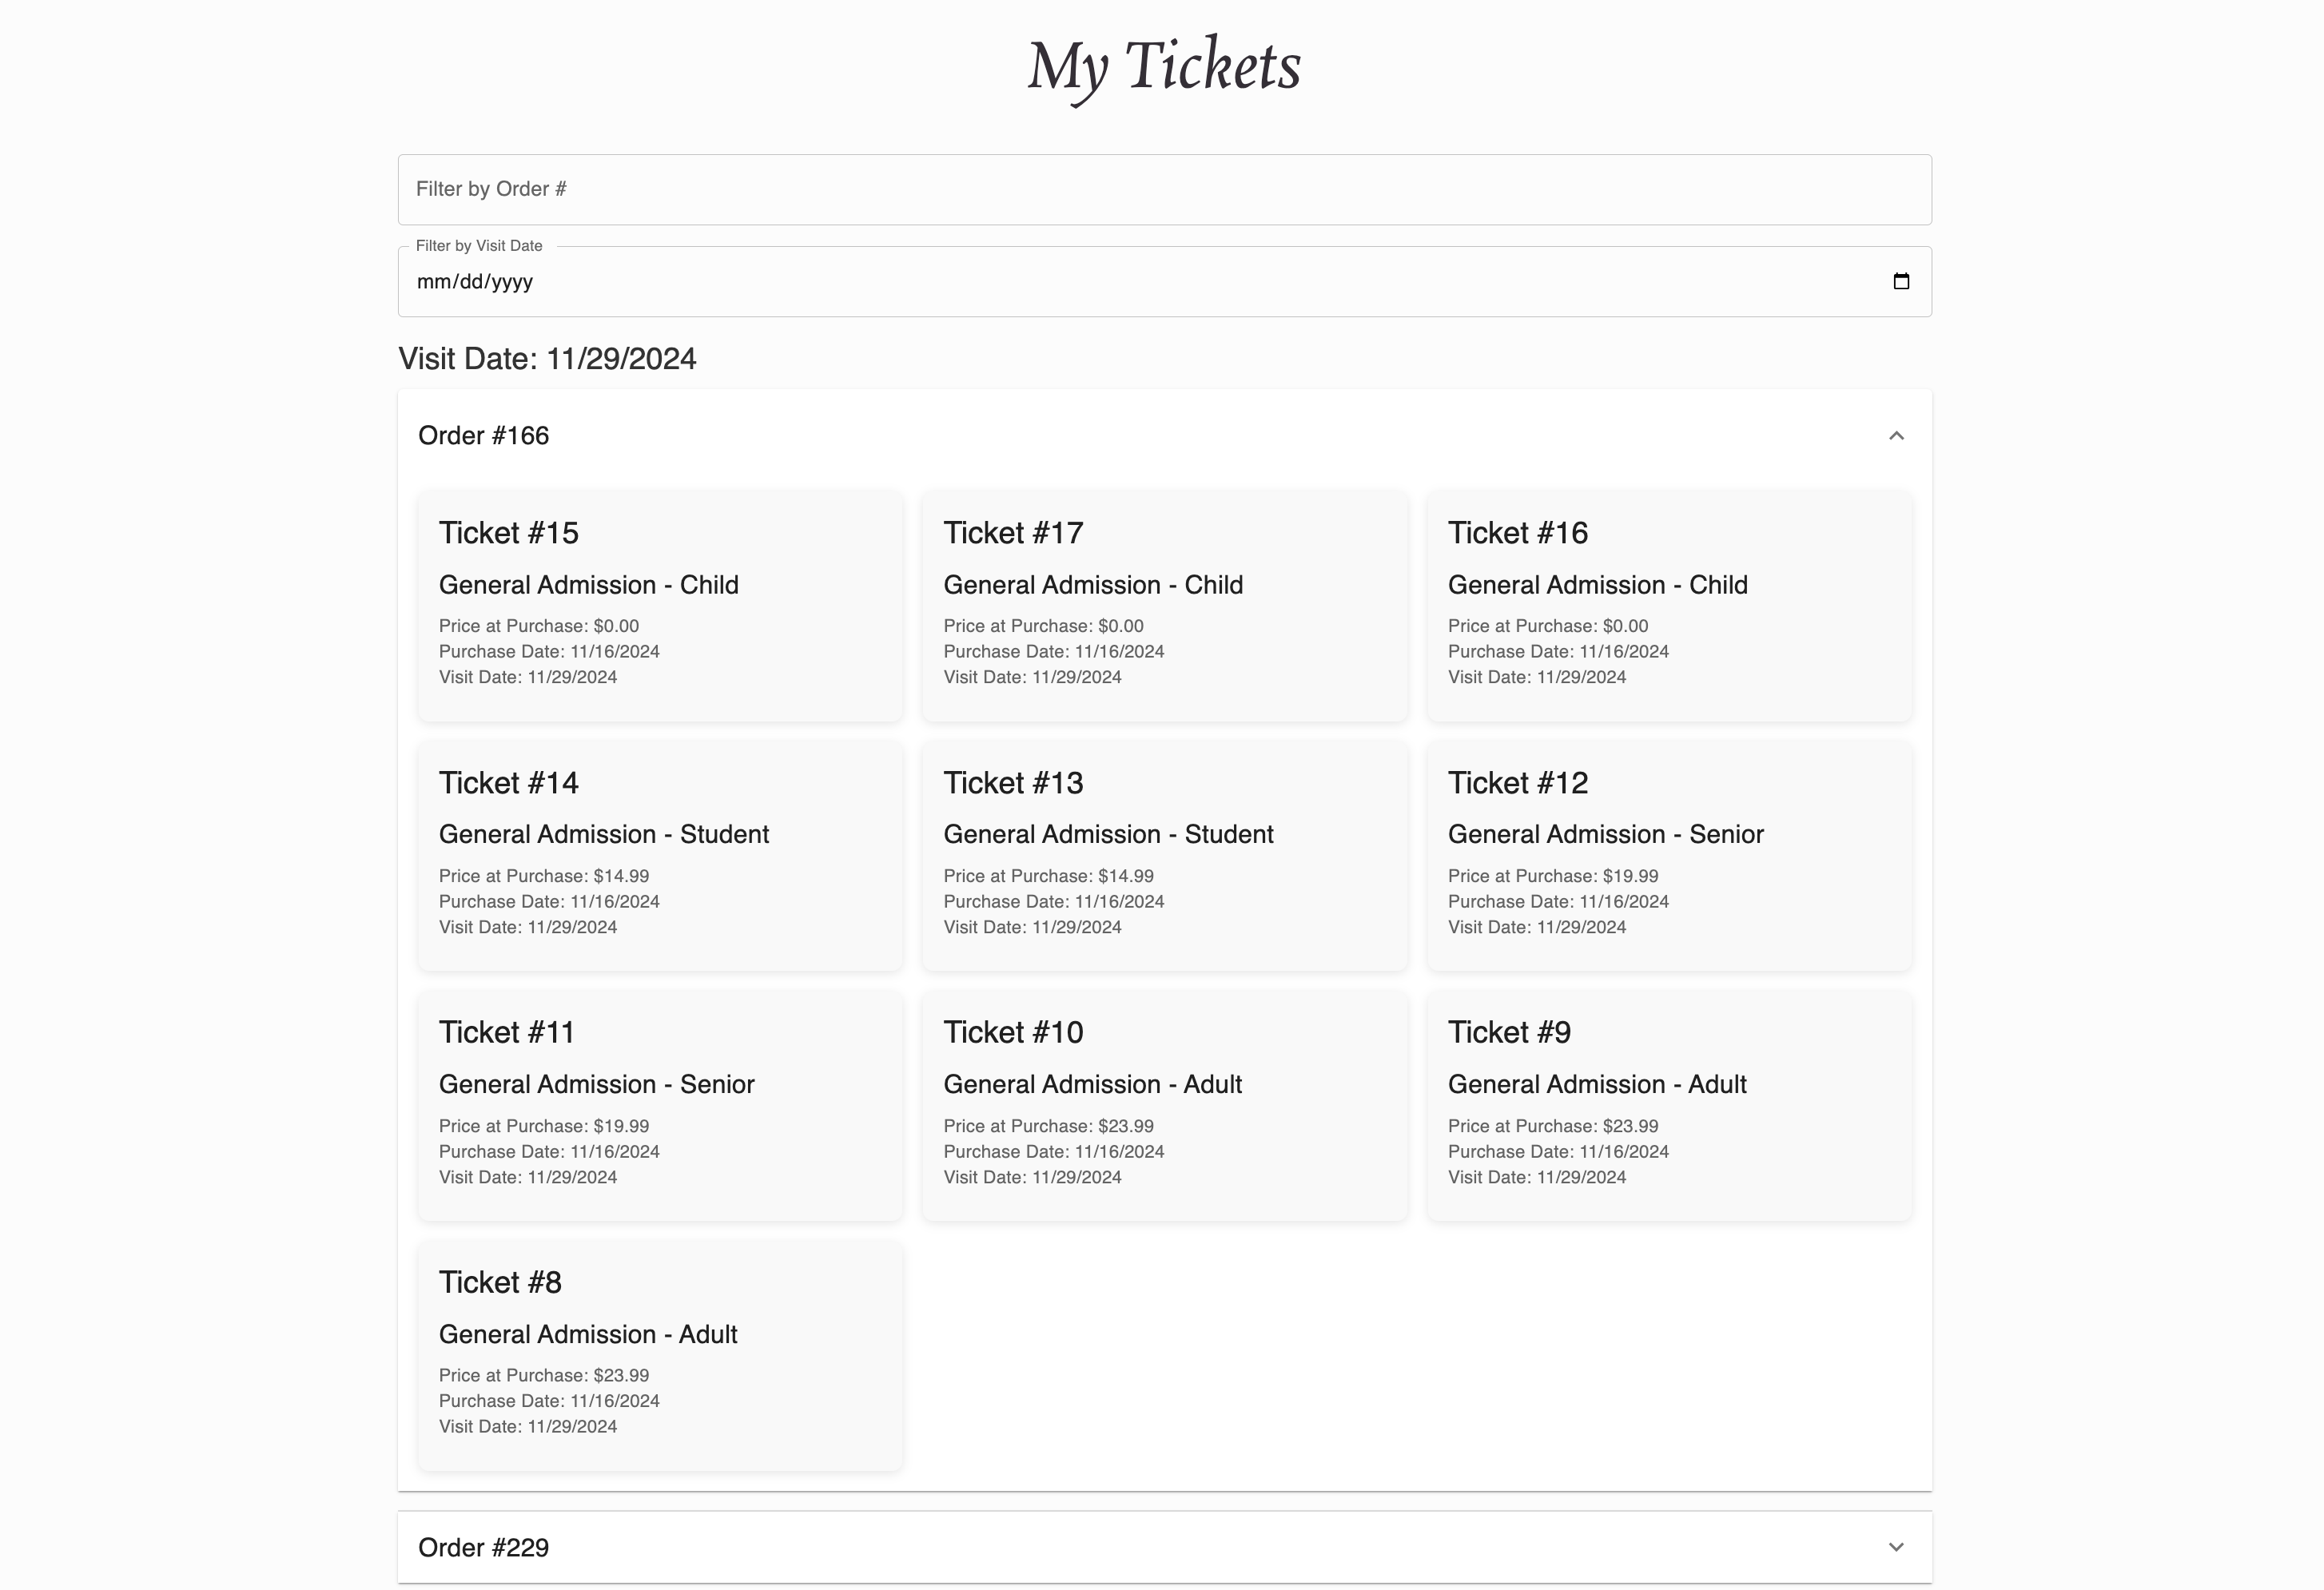 My Tickets
Filter by Order #
Filter by Visit Date
mm/dd/yyyy
Visit Date: 11/29/2024
Order #166
Ticket #15
General Admission - Child
Price at Purchase: $0.00
Purchase Date: 11/16/2024
Visit Date: 11/29/2024
Ticket #17
General Admission - Child
Price at Purchase: $0.00
Purchase Date: 11/16/2024
Visit Date: 11/29/2024
Ticket #16
General Admission - Child
Price at Purchase: $0.00
Purchase Date: 11/16/2024
Visit Date: 11/29/2024
Ticket #14
General Admission - Student
Price at Purchase: $14.99
Purchase Date: 11/16/2024
Visit Date: 11/29/2024
Ticket #13
General Admission - Student
Price at Purchase: $14.99
Purchase Date: 11/16/2024
Visit Date: 11/29/2024
Ticket #12
General Admission - Senior
Price at Purchase: $19.99
Purchase Date: 11/16/2024
Visit Date: 11/29/2024
Ticket #11
General Admission - Senior
Price at Purchase: $19.99
Purchase Date: 11/16/2024
Visit Date: 11/29/2024
Ticket #10
General Admission - Adult
Price at Purchase: $23.99
Purchase Date: 11/16/2024
Visit Date: 11/29/2024
Ticket #9
General Admission - Adult
Price at Purchase: $23.99
Purchase Date: 11/16/2024
Visit Date: 11/29/2024
Ticket #8
General Admission - Adult
Price at Purchase: $23.99
Purchase Date: 11/16/2024
Visit Date: 11/29/2024
Order #229